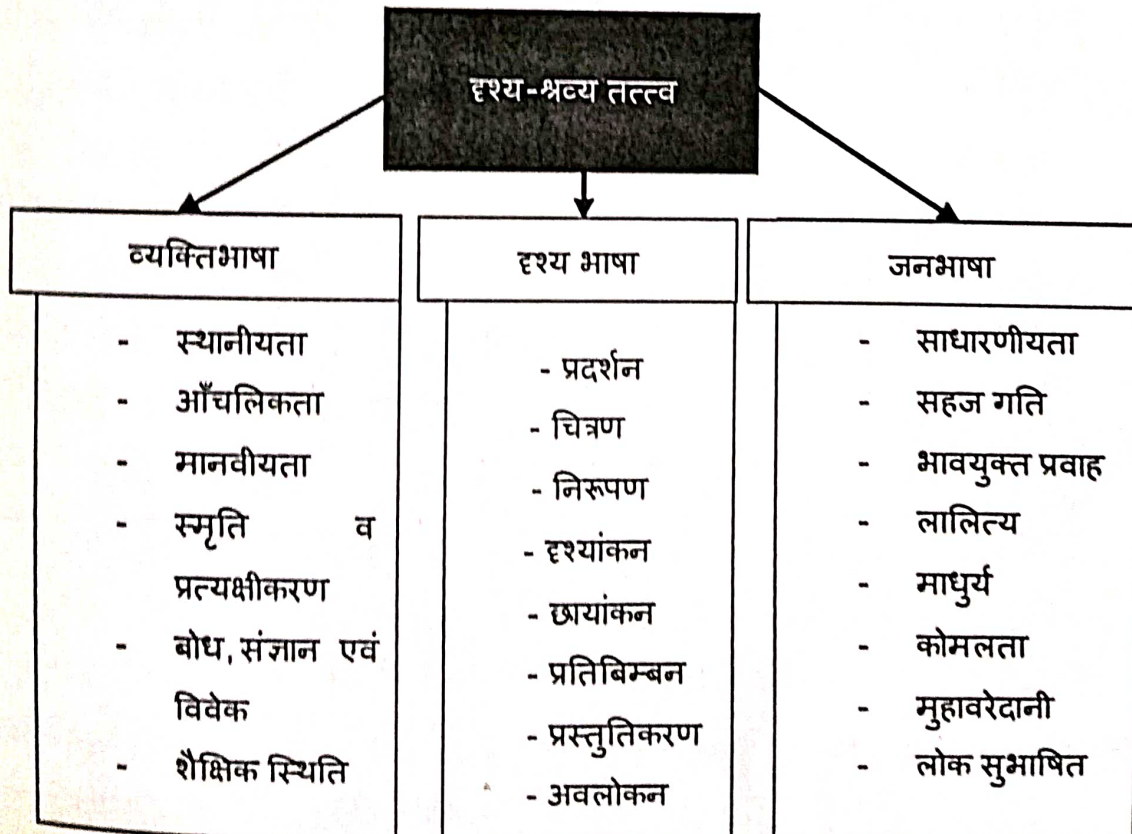 दृश्य-श्रव्य तत्त्व
व्यक्तिभाषा
- स्थानीयता
- आँचलिकता
- मानवीयता
- स्मृति व
प्रत्यक्षीकरण
- बोध, संज्ञान एवं
विवेक
- शैक्षिक स्थिति
दृश्य भाषा
- प्रदर्शन
- चित्रण
- निरूपण
- दृश्यांकन
- छायांकन
- प्रतिबिम्बन
- प्रस्तुतिकरण
- अवलोकन
जनभाषा
- साधारणीयता
- सहज गति
- भावयुक्त प्रवाह
- लालित्य
- माधुर्य
- कोमलता
- मुहावरेदानी
- लोक सुभाषित